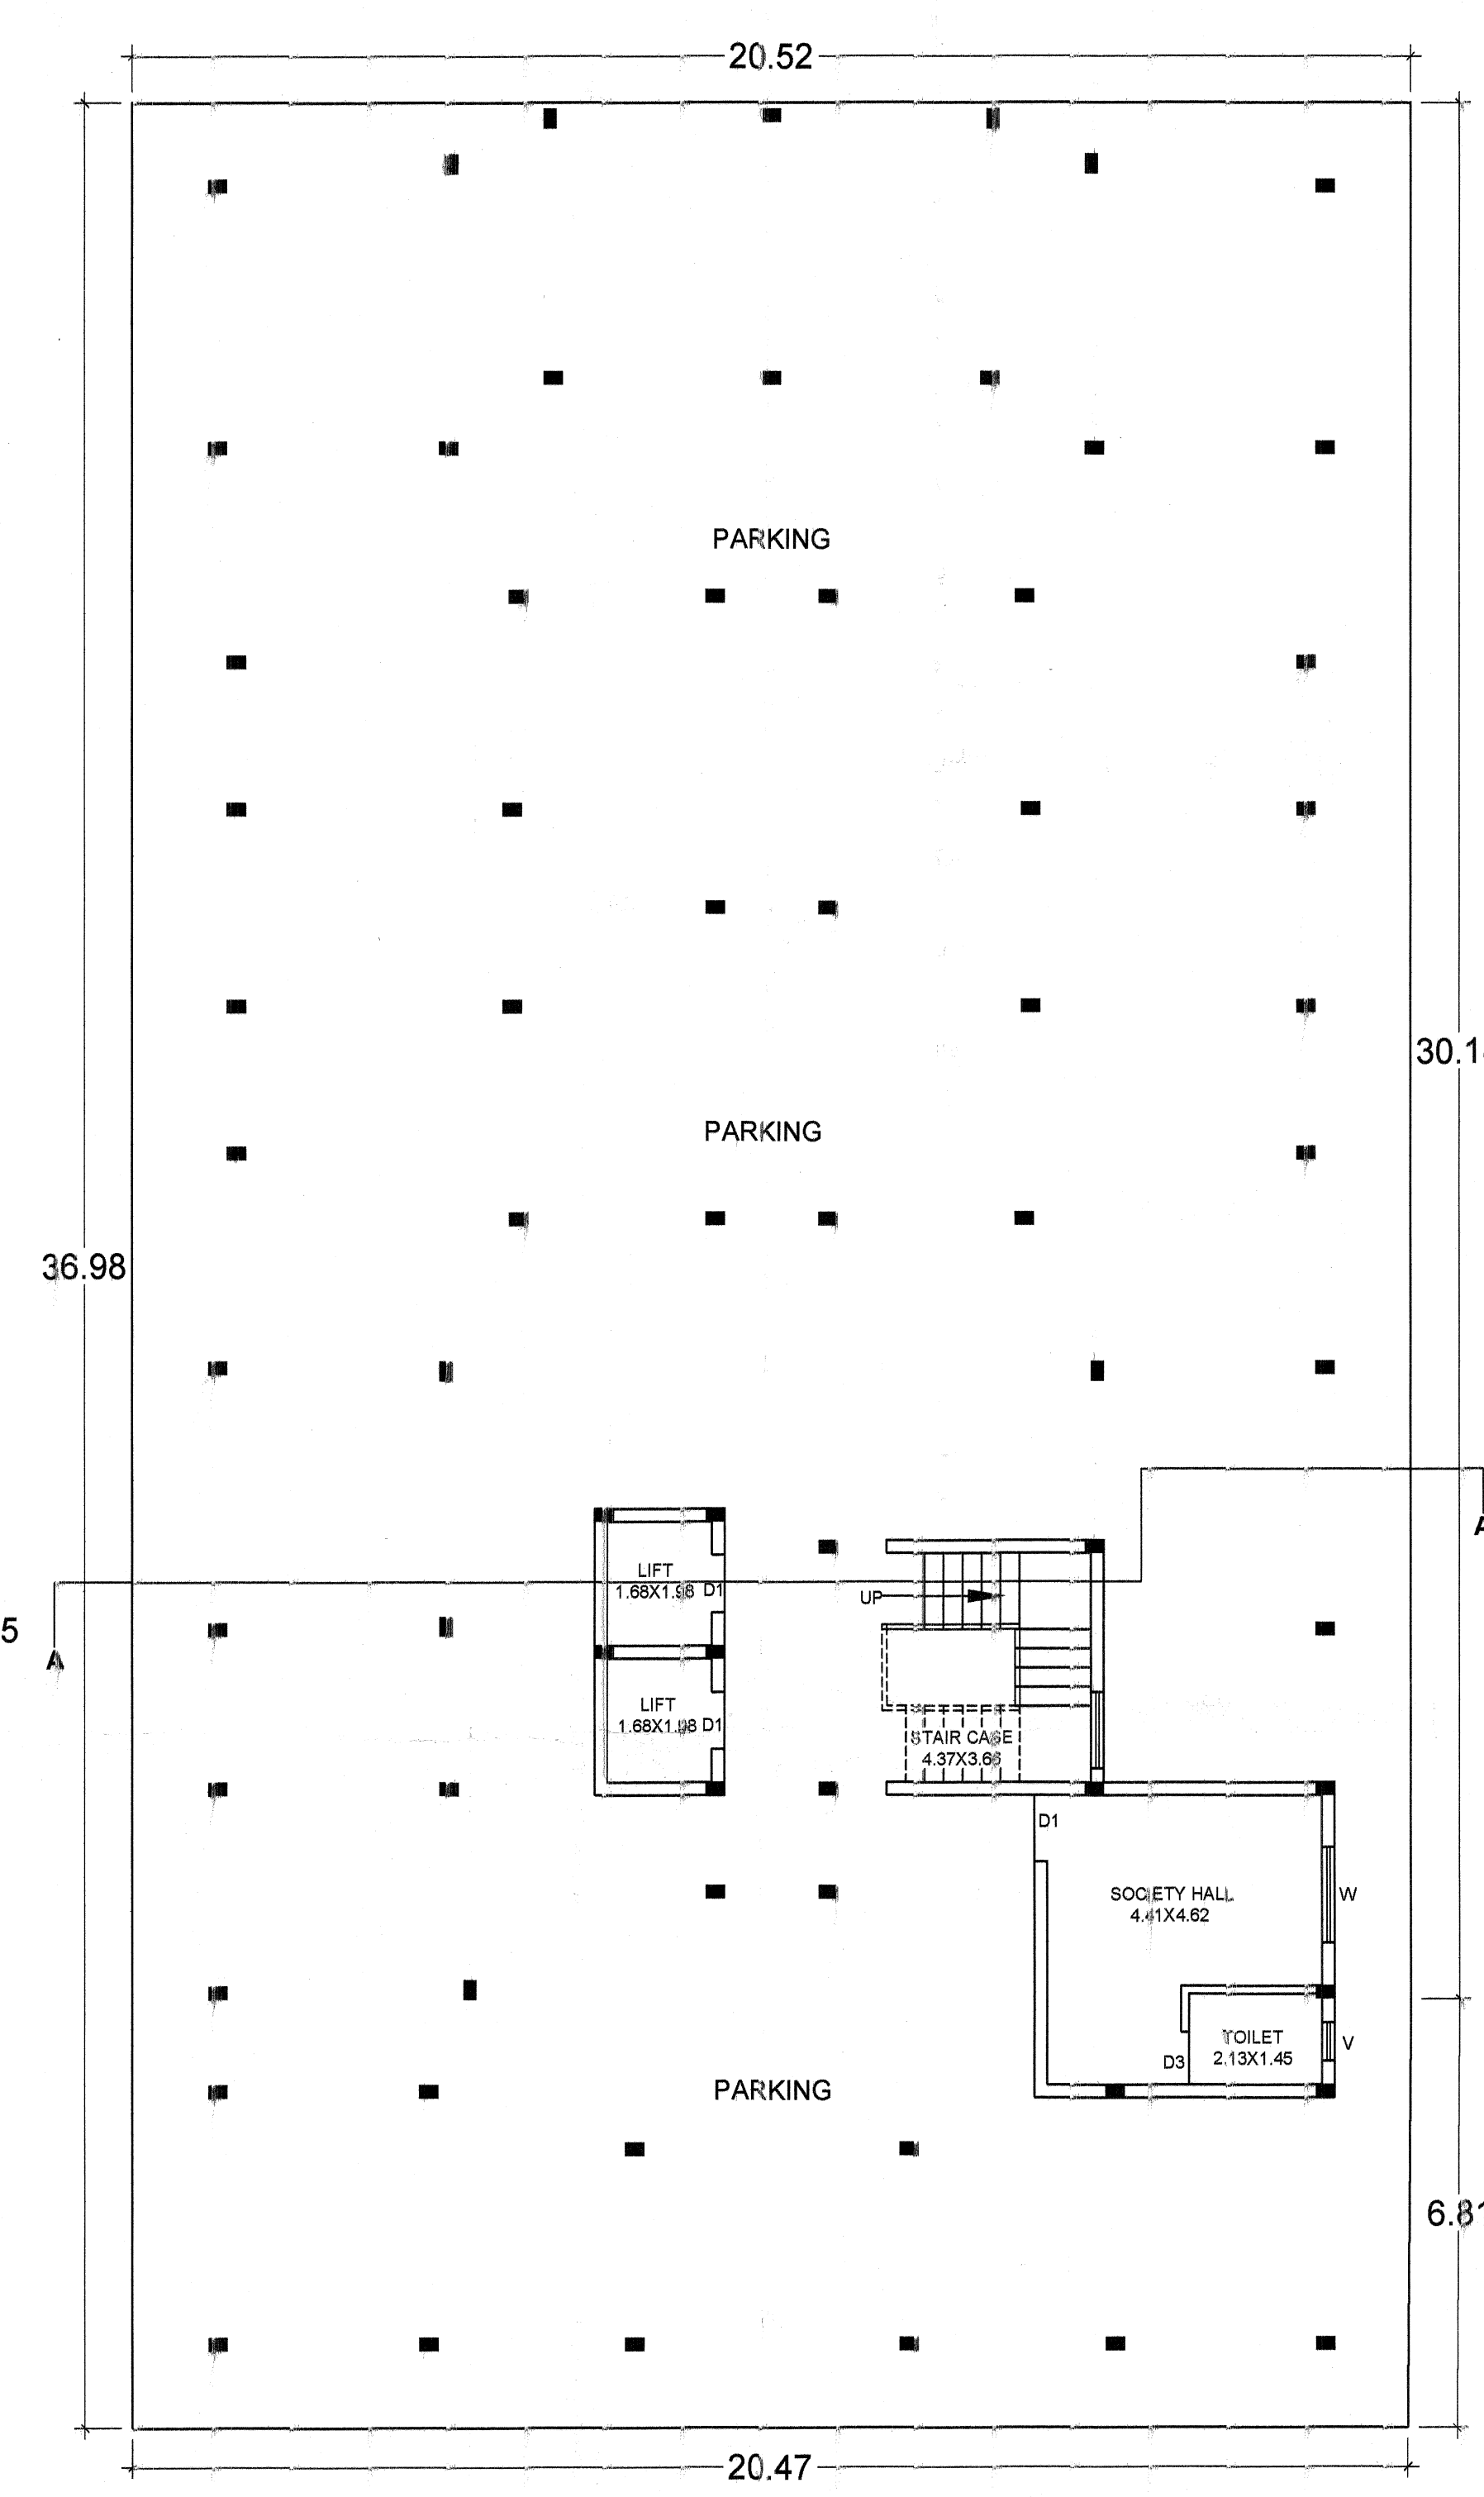 20.52
PARKING
30.1
PARKING
36.98
A
LIFT
1.68X1.98 D1
UP
5
A
LIFT
1.68X1.98 D1
STAIR CASE
4.37X3.66
D1
SOCIETY HALL
4.41X4.62
W
TOILET
2.13X1.45
V
D3
PARKING
6.81
20.47